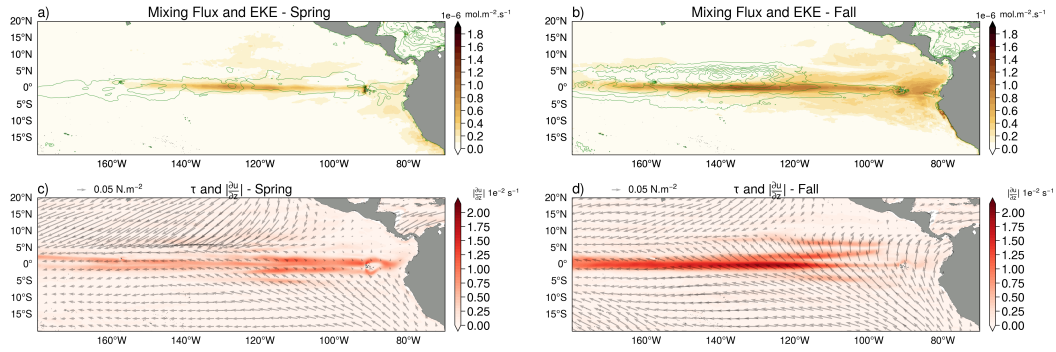 a) Mixing Flux and EKE - Spring 1e-6 mol.m⁻².s⁻¹
20°N
15°N
10°N
5°N
0°
5°S
10°S
15°S
160°W 140°W 120°W 100°W 80°W
1.8
1.6
1.4
1.2
1.0
0.8
0.6
0.4
0.2
0.0
b) Mixing Flux and EKE - Fall 1e-6 mol.m⁻².s⁻¹
20°N
15°N
10°N
5°N
0°
5°S
10°S
15°S
160°W 140°W 120°W 100°W 80°W
1.8
1.6
1.4
1.2
1.0
0.8
0.6
0.4
0.2
0.0
c) 0.05 N.m⁻² τ and |∂u/∂z| - Spring |∂u/∂z| 1e⁻² s⁻¹
20°N
15°N
10°N
5°N
0°
5°S
10°S
15°S
160°W 140°W 120°W 100°W 80°W
2.00
1.75
1.50
1.25
1.00
0.75
0.50
0.25
0.00
d) 0.05 N.m⁻² τ and |∂u/∂z| - Fall |∂u/∂z| 1e⁻² s⁻¹
20°N
15°N
10°N
5°N
0°
5°S
10°S
15°S
160°W 140°W 120°W 100°W 80°W
2.00
1.75
1.50
1.25
1.00
0.75
0.50
0.25
0.00